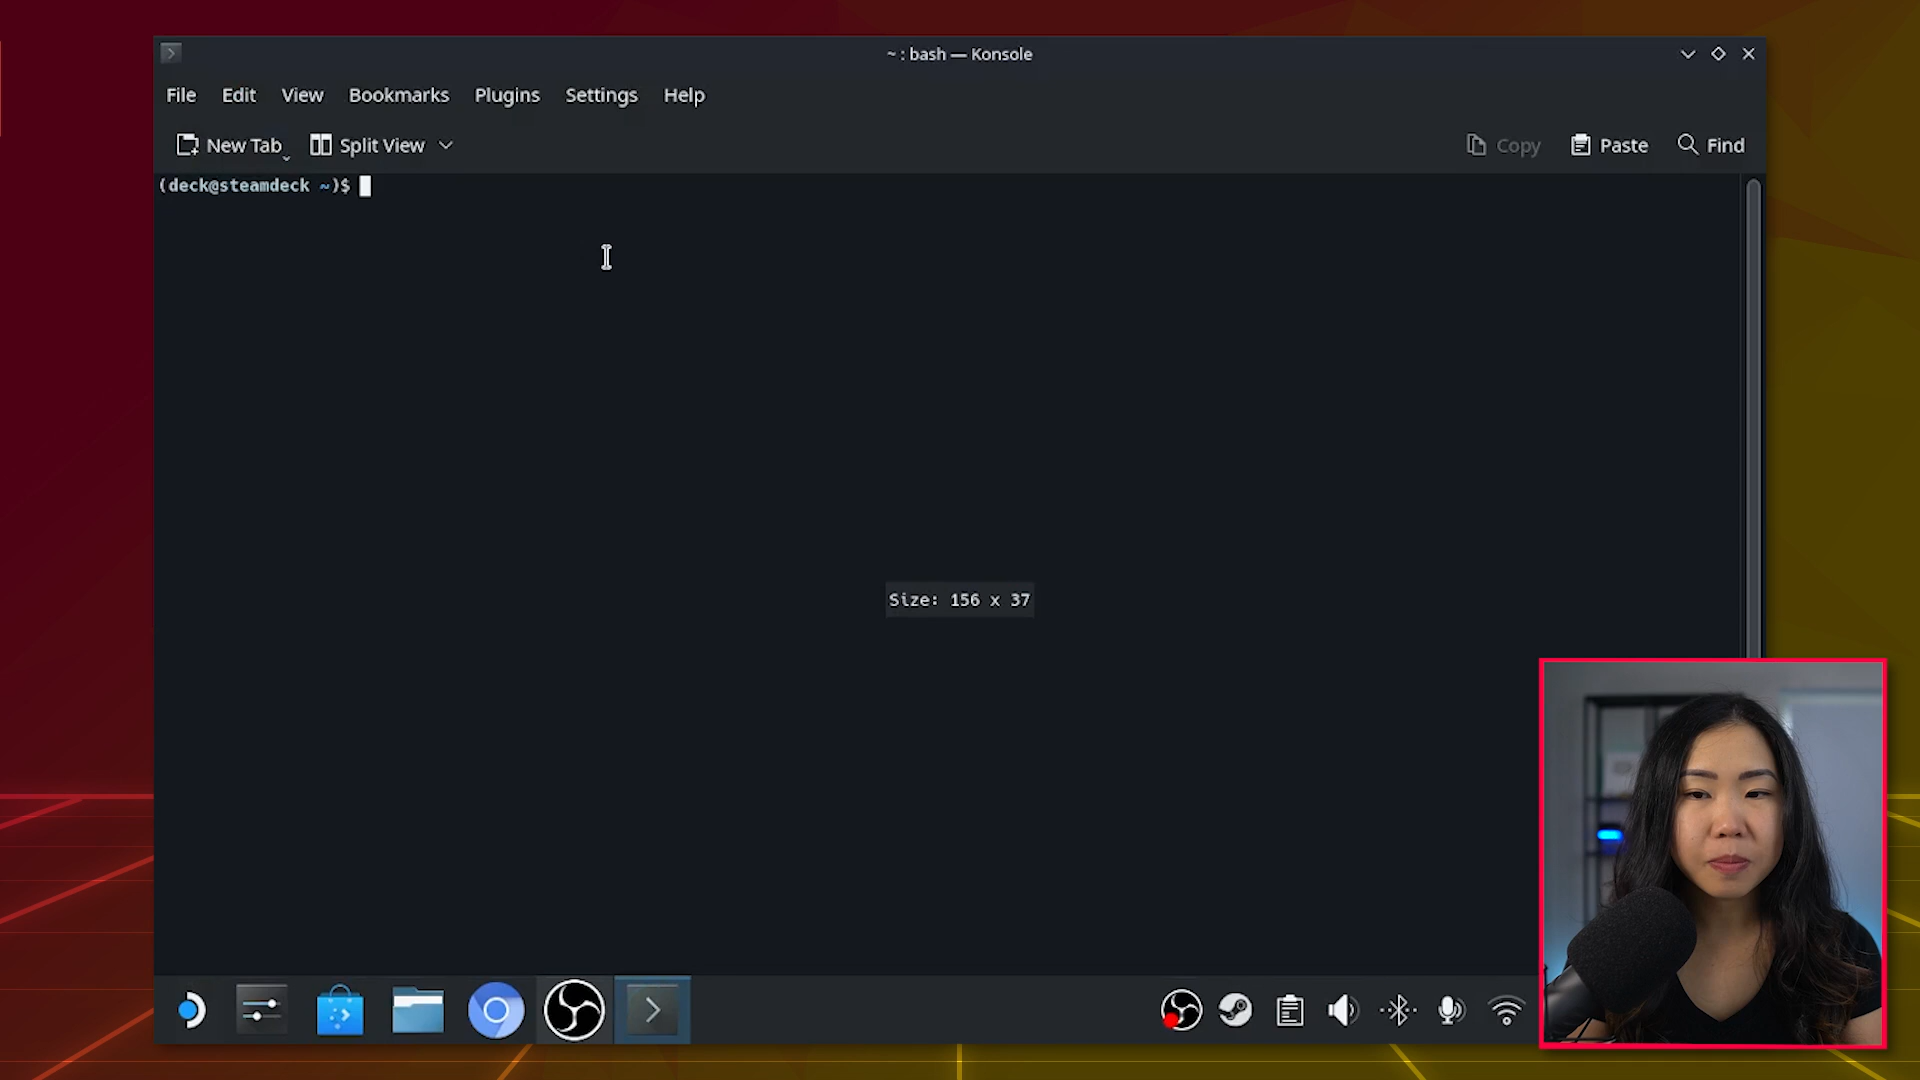 ~ : bash — Konsole
File Edit View Bookmarks Plugins Settings Help
New Tab Split View Copy Paste Find
(deck@steamdeck ~)$
Size: 156 x 37